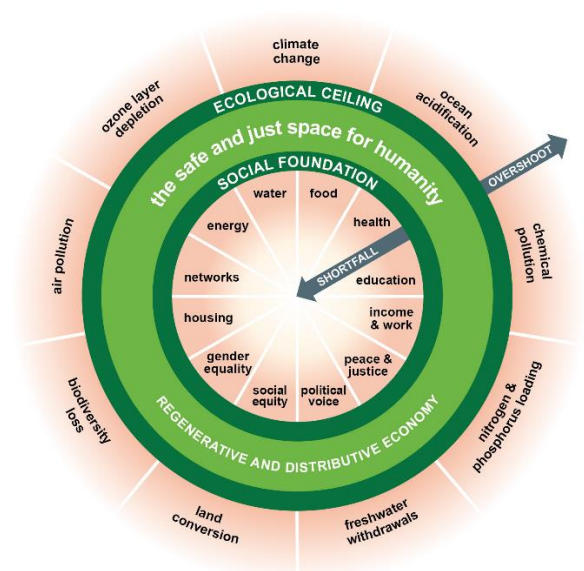 climate
change
ozone layer
depletion
ocean
acidification
ECOLOGICAL CEILING
the safe and just space for humanity
OVERSHOOT
SOCIAL FOUNDATION
water
food
energy
health
SHORTFALL
air pollution
chemical
pollution
networks
education
housing
income
& work
gender
equality
peace &
justice
social
equity
political
voice
biodiversity
loss
nitrogen &
phosphorus loading
REGENERATIVE AND DISTRIBUTIVE ECONOMY
land
conversion
freshwater
withdrawals